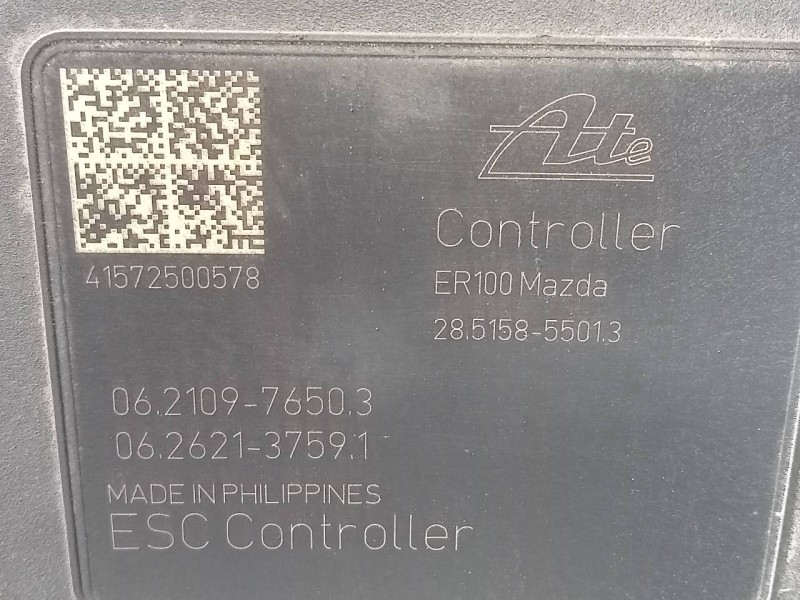 Ate
41572500578
Controller
ER100 Mazda
28.5158-5501.3
06.2109-7650.3
06.2621-3759.1
MADE IN PHILIPPINES
ESC Controller